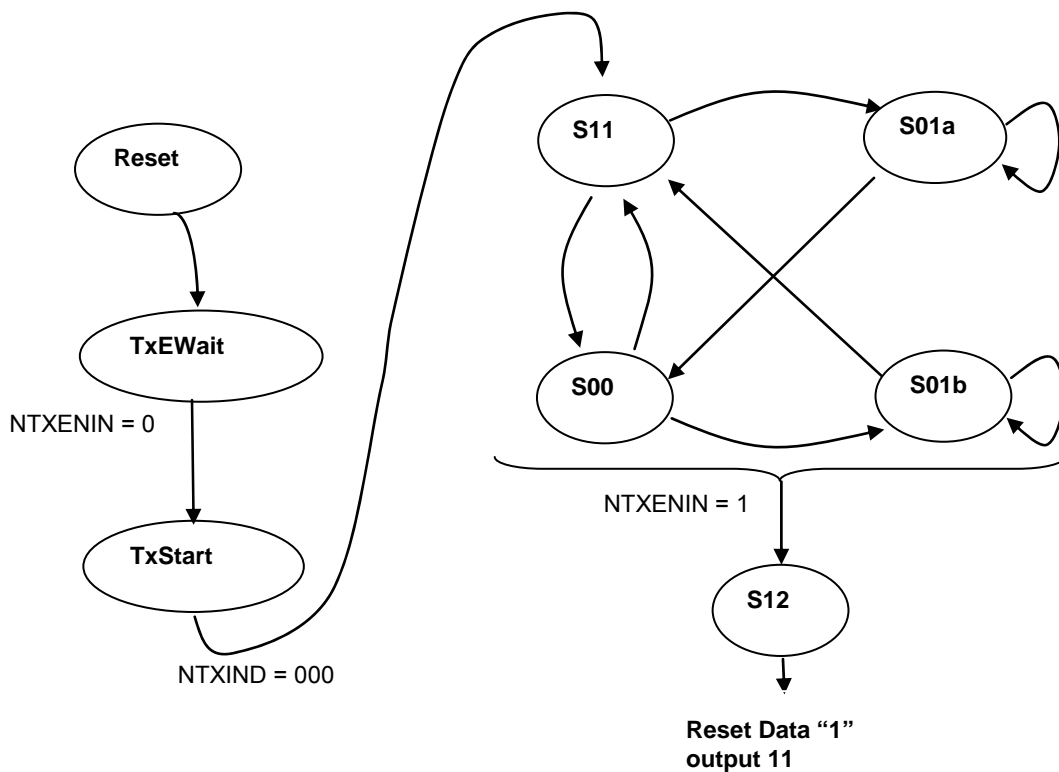 Reset
TxEWait
NTXENIN = 0
TxStart
NTXIND = 000
S11
S01a
S00
S01b
NTXENIN = 1
S12
Reset Data “1”
output 11